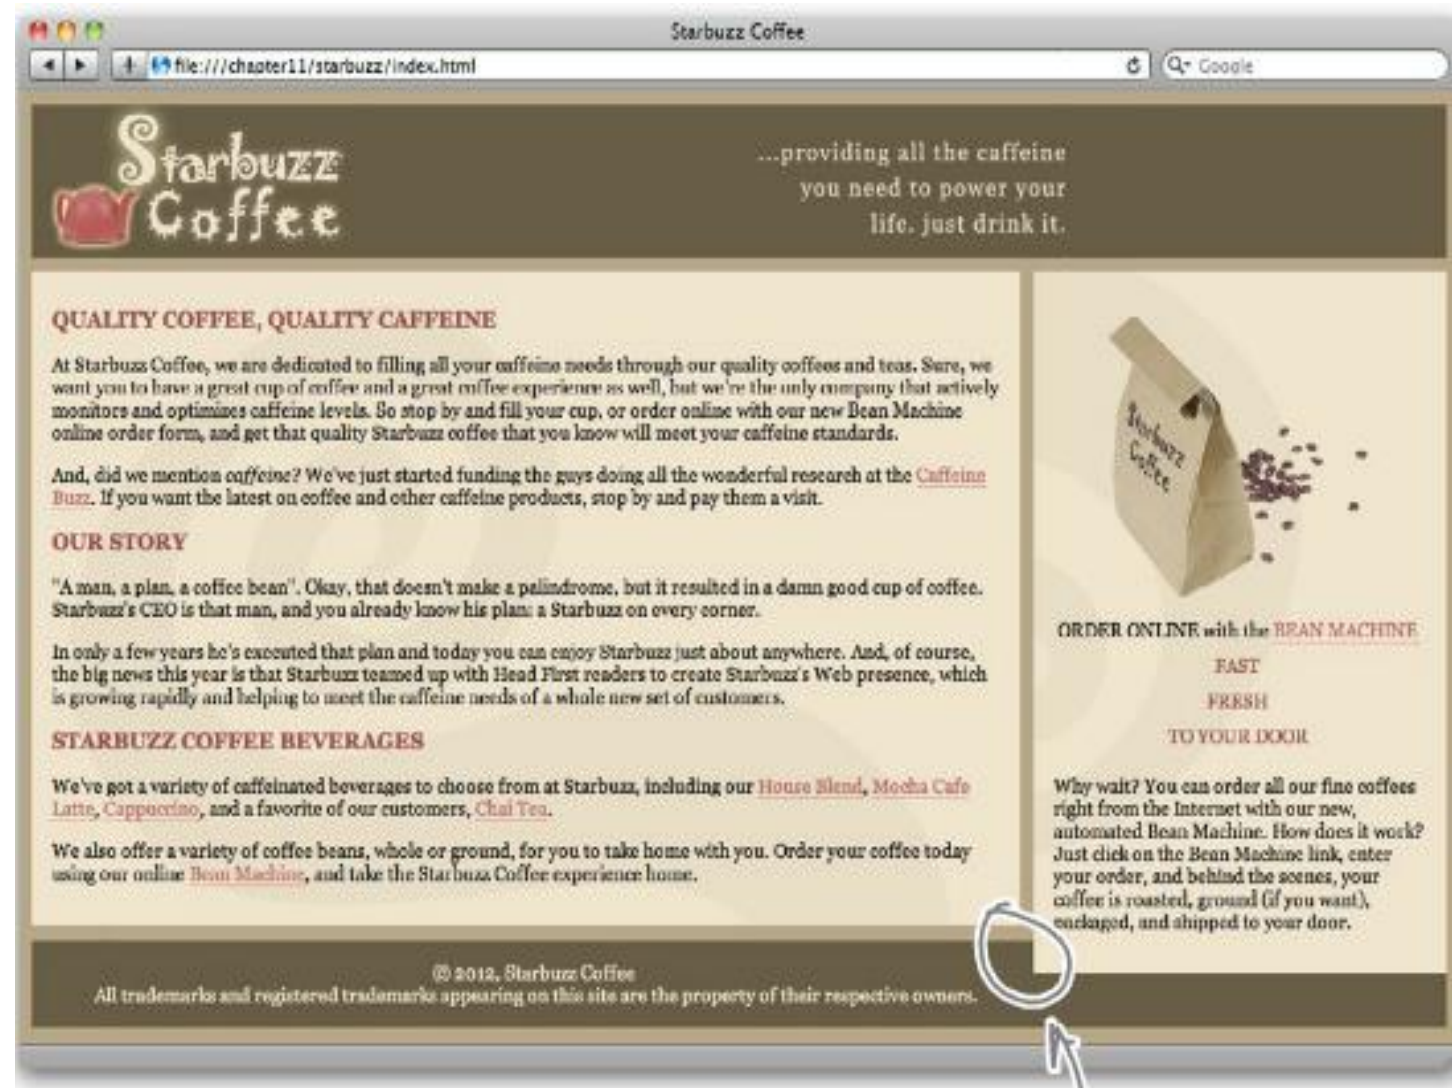 Starbuzz Coffee
file:///chapter11/starbuzz/index.html
Google
Starbuzz
Coffee
...providing all the caffeine
you need to power your
life. just drink it.
QUALITY COFFEE, QUALITY CAFFEINE
At Starbuzz Coffee, we are dedicated to filling all your caffeine needs through our quality coffees and teas. Sure, we
want you to have a great cup of coffee and a great coffee experience as well, but we're the only company that actively
monitors and optimizes caffeine levels. So stop by and fill your cup, or order online with our new Bean Machine
online order form, and get that quality Starbuzz coffee that you know will meet your caffeine standards.
And, did we mention caffeine? We've just started funding the guys doing all the wonderful research at the Caffeine
Buzz. If you want the latest on coffee and other caffeine products, stop by and pay them a visit.
OUR STORY
"A man, a plan, a coffee bean". Okay, that doesn't make a palindrome, but it resulted in a damn good cup of coffee.
Starbuzz's CEO is that man, and you already know his plan: a Starbuzz on every corner.
In only a few years he's executed that plan and today you can enjoy Starbuzz just about anywhere. And, of course,
the big news this year is that Starbuzz teamed up with Head First readers to create Starbuzz's Web presence, which
is growing rapidly and helping to meet the caffeine needs of a whole new set of customers.
STARBUZZ COFFEE BEVERAGES
We've got a variety of caffeinated beverages to choose from at Starbuzz, including our House Blend, Mocha Cafe
Latte, Cappuccino, and a favorite of our customers, Chai Tea.
We also offer a variety of coffee beans, whole or ground, for you to take home with you. Order your coffee today
using our online Bean Machine, and take the Starbuzz Coffee experience home.
Starbuzz
Coffee
ORDER ONLINE with the BEAN MACHINE
FAST
FRESH
TO YOUR DOOR
Why wait? You can order all our fine coffees
right from the Internet with our new,
automated Bean Machine. How does it work?
Just click on the Bean Machine link, enter
your order, and behind the scenes, your
coffee is roasted, ground (if you want),
packaged, and shipped to your door.
© 2012, Starbuzz Coffee
All trademarks and registered trademarks appearing on this site are the property of their respective owners.